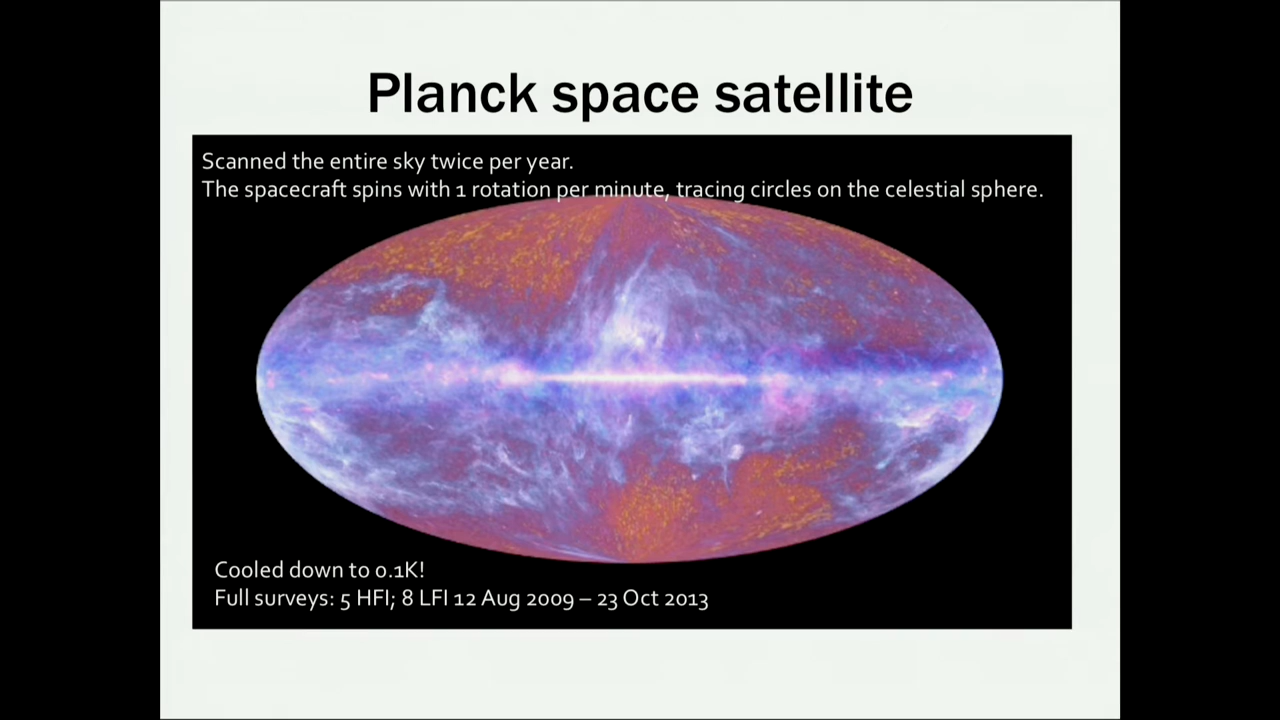 Planck space satellite
Scanned the entire sky twice per year.
The spacecraft spins with 1 rotation per minute, tracing circles on the celestial sphere.
Cooled down to 0.1K!
Full surveys: 5 HFI; 8 LFI 12 Aug 2009 – 23 Oct 2013